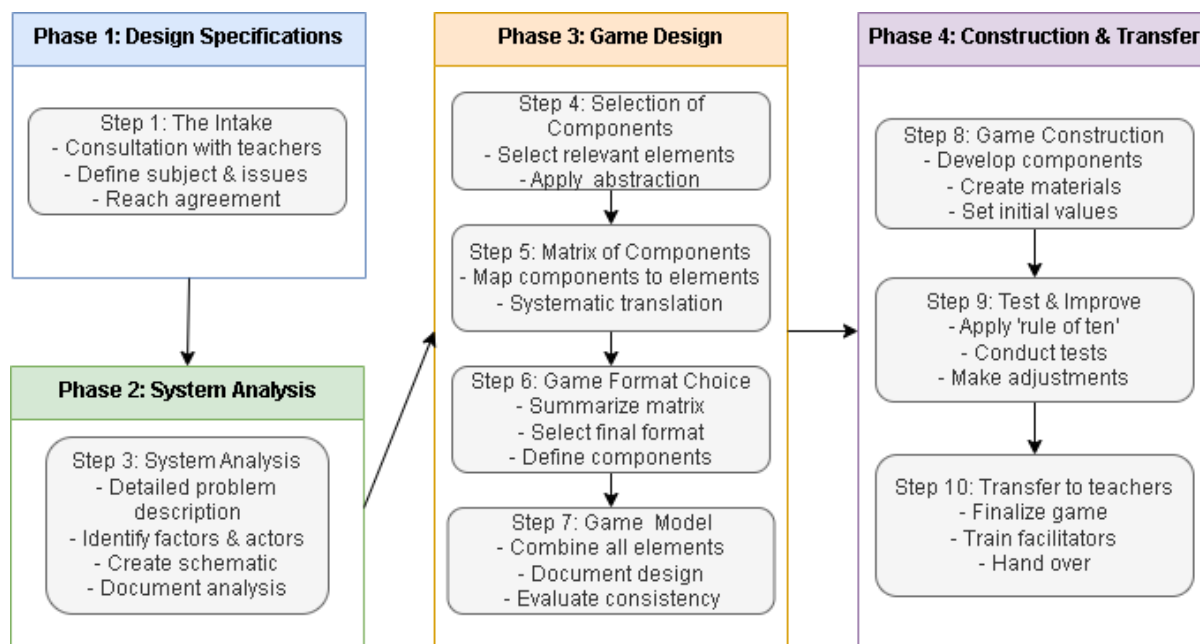 Phase 1: Design Specifications
Step 1: The Intake
- Consultation with teachers
- Define subject & issues
- Reach agreement
Phase 2: System Analysis
Step 3: System Analysis
- Detailed problem
description
- Identify factors & actors
- Create schematic
- Document analysis
Phase 3: Game Design
Step 4: Selection of
Components
- Select relevant elements
- Apply abstraction
Step 5: Matrix of Components
- Map components to elements
- Systematic translation
Step 6: Game Format Choice
- Summarize matrix
- Select final format
- Define components
Step 7: Game Model
- Combine all elements
- Document design
- Evaluate consistency
Phase 4: Construction & Transfer
Step 8: Game Construction
- Develop components
- Create materials
- Set initial values
Step 9: Test & Improve
- Apply 'rule of ten'
- Conduct tests
- Make adjustments
Step 10: Transfer to teachers
- Finalize game
- Train facilitators
- Hand over